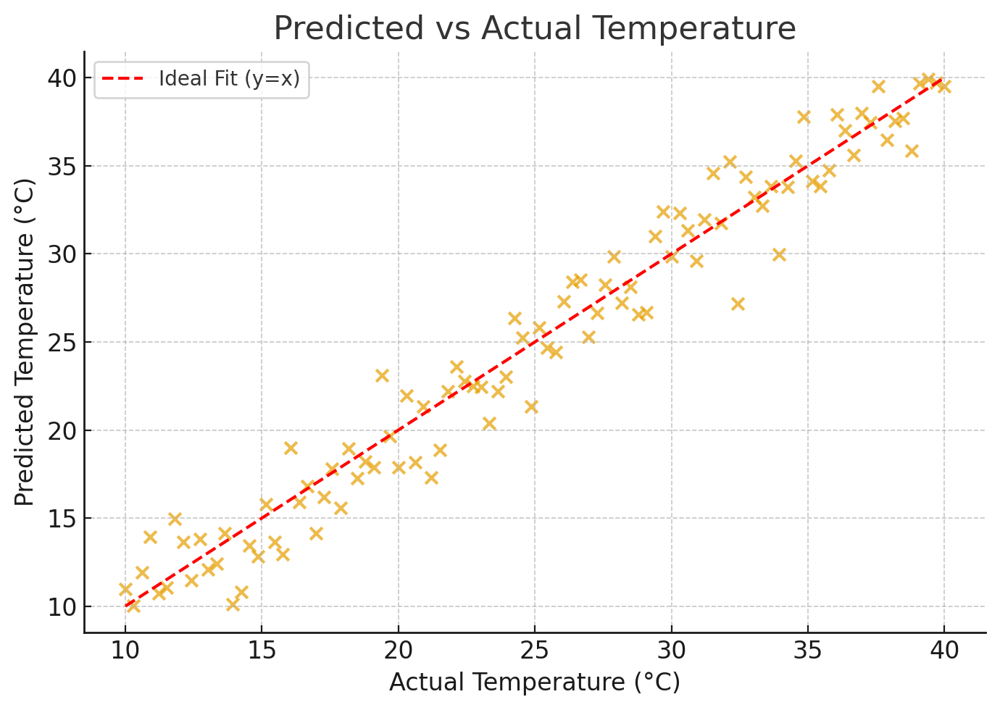 Predicted vs Actual Temperature
Ideal Fit (y=x)
Predicted Temperature (°C)
40
35
30
25
20
15
10
10 15 20 25 30 35 40
Actual Temperature (°C)